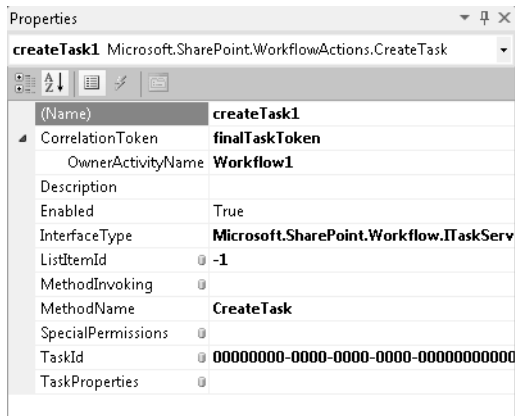 Properties
createTask1 Microsoft.SharePoint.WorkflowActions.CreateTask
(Name) createTask1
CorrelationToken finalTaskToken
OwnerActivityName Workflow1
Description
Enabled True
InterfaceType Microsoft.SharePoint.Workflow.ITaskServ
ListItemId -1
MethodInvoking
MethodName CreateTask
SpecialPermissions
TaskId 00000000-0000-0000-0000-00000000000
TaskProperties